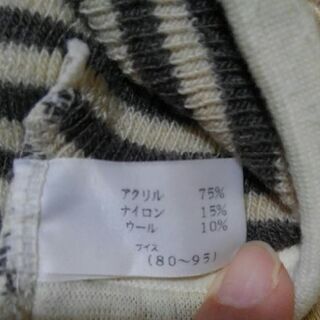 アクリル 75%
ナイロン 15%
ウール 10%
サイズ
(80〜95)